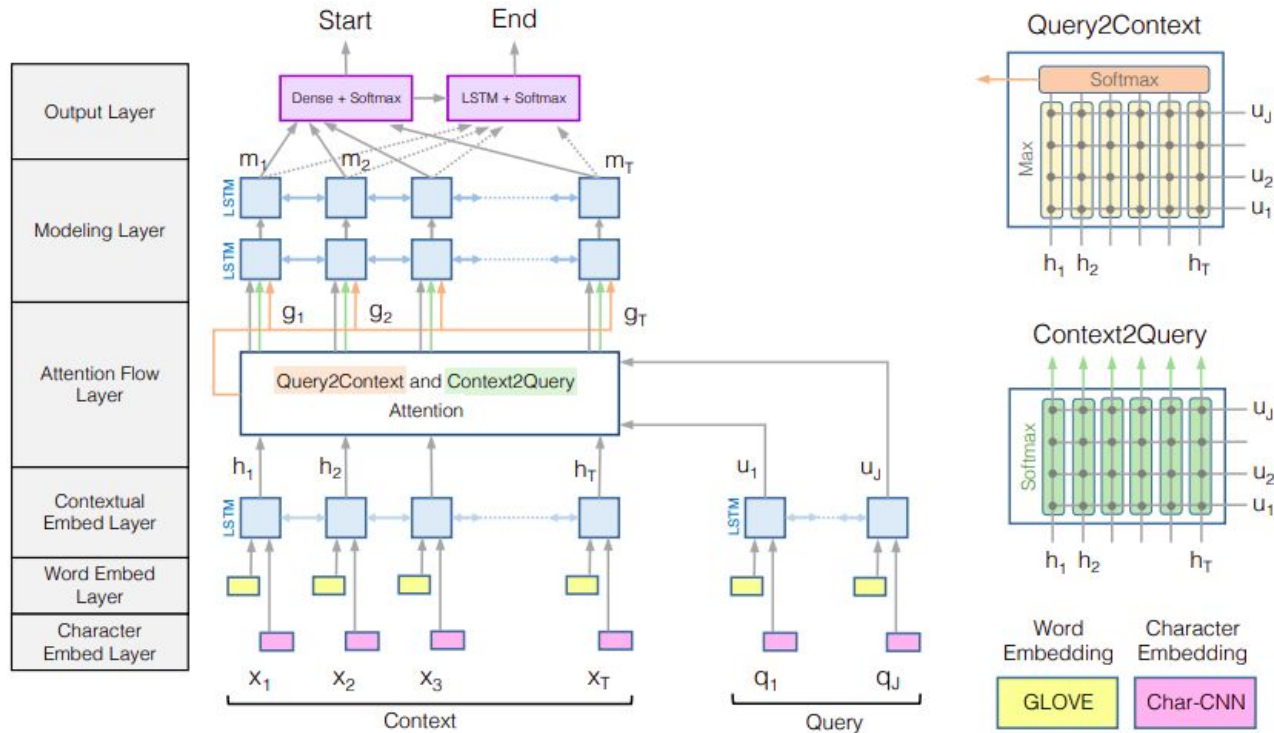 Start
End
Query2Context
Output Layer
Dense + Softmax
LSTM + Softmax
Softmax
Max
u_J
u_2
u_1
h_1
h_2
h_T
m_1
m_2
m_T
Modeling Layer
LSTM
LSTM
g_1
g_2
g_T
Attention Flow
Layer
Query2Context and Context2Query
Attention
Context2Query
Softmax
u_J
u_2
u_1
h_1
h_2
h_T
h_1
h_2
h_T
u_1
u_J
Contextual
Embed Layer
LSTM
LSTM
Word Embed
Layer
Character
Embed Layer
x_1
x_2
x_3
x_T
q_1
q_J
Context
Query
Word
Embedding
Character
Embedding
GLOVE
Char-CNN